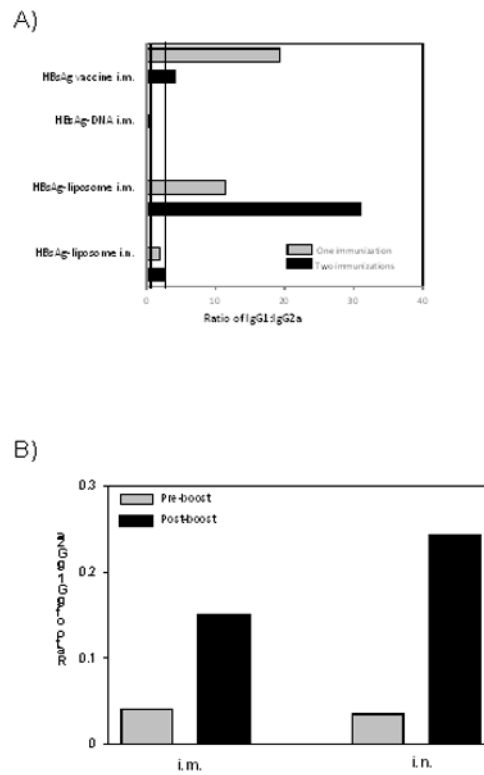 A)
HBsAg vaccine i.m.
HBsAg-DNA i.m.
HBsAg-liposome i.m.
HBsAg-liposome i.n.
One immunization
Two immunizations
0 10 20 30 40
Ratio of IgG1:IgG2a
B)
0.3
Pre-boost
Post-boost
0.2
0.1
0
i.m. i.n.